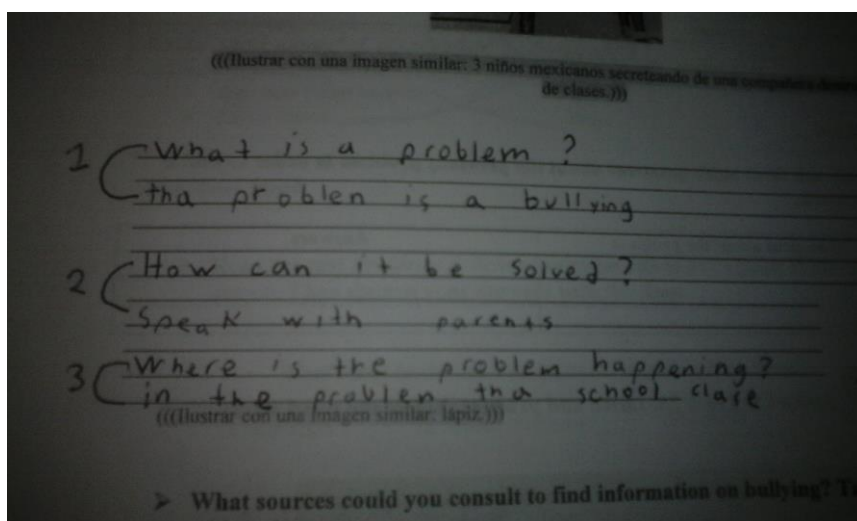 (((Ilustrar con una imagen similar: 3 niños mexicanos secreteando de una compañera
de clases.)))
1 What is a problem?
tha problen is a bullying
2 How can it be solved?
Speak with parents
3 Where is the problem happening?
in the problen tha school clase
(((Ilustrar con una imagen similar: lápiz.)))
➢ What sources could you consult to find information on bullying?